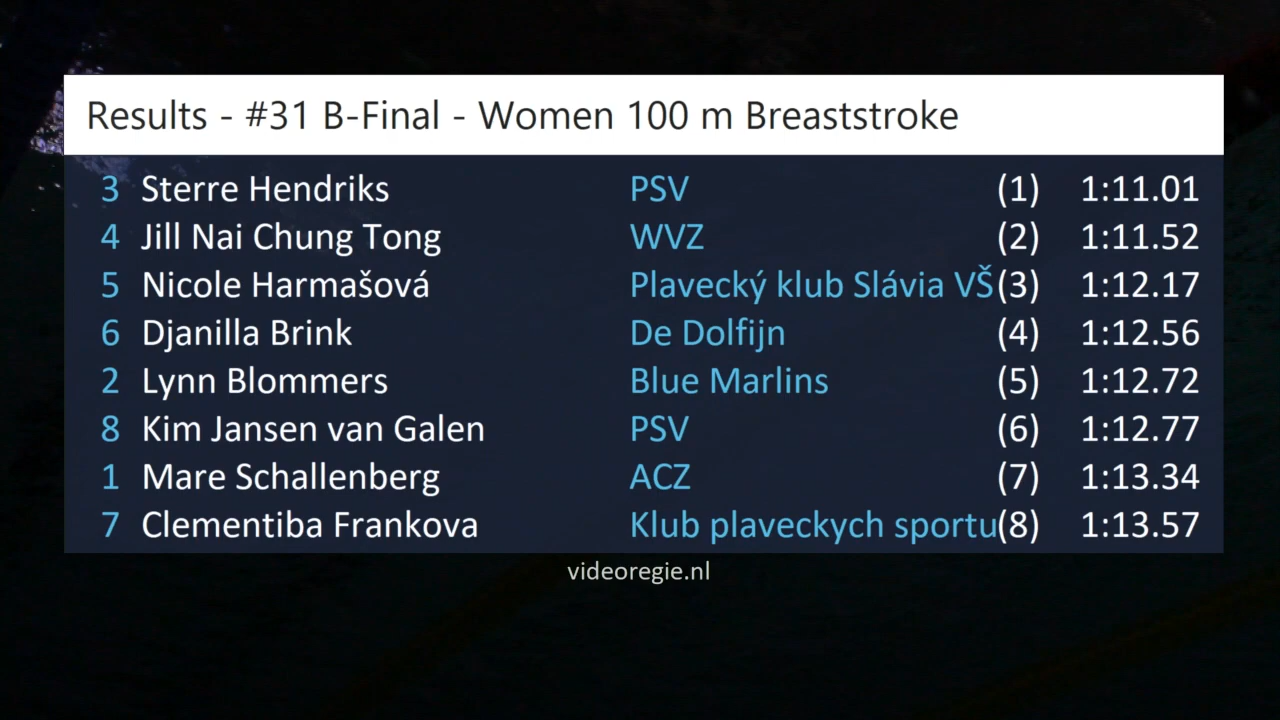 Results - #31 B-Final - Women 100 m Breaststroke
3 Sterre Hendriks PSV (1) 1:11.01
4 Jill Nai Chung Tong WVZ (2) 1:11.52
5 Nicole Harmašová Plavecký klub Slávia VŠ (3) 1:12.17
6 Djanilla Brink De Dolfijn (4) 1:12.56
2 Lynn Blommers Blue Marlins (5) 1:12.72
8 Kim Jansen van Galen PSV (6) 1:12.77
1 Mare Schallenberg ACZ (7) 1:13.34
7 Clementiba Frankova Klub plaveckych sportu (8) 1:13.57
videoregie.nl